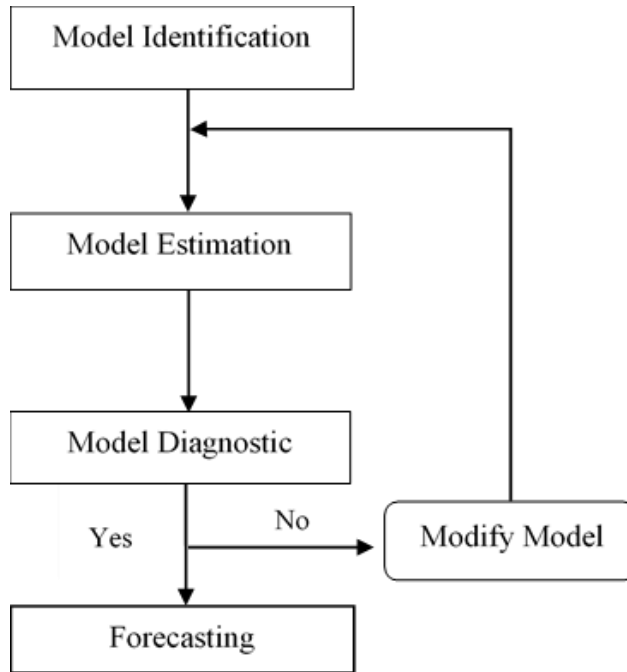 Model Identification
Model Estimation
Model Diagnostic
Yes
No
Modify Model
Forecasting